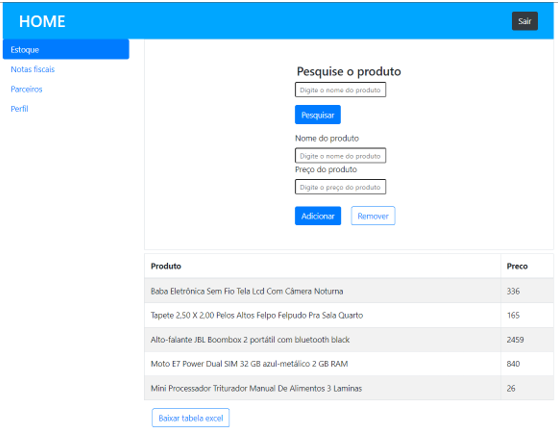 HOME
Sair
Estoque
Notas fiscais
Parceiros
Perfil
Pesquise o produto
Digite o nome do produto
Pesquisar
Nome do produto
Digite o nome do produto
Preço do produto
Digite o preço do produto
Adicionar Remover
Produto Preco
Baba Eletrônica Sem Fio Tela Lcd Com Câmera Noturna 336
Tapete 2,50 X 2,00 Pelos Altos Felpo Felpudo Pra Sala Quarto 165
Alto-falante JBL Boombox 2 portátil com bluetooth black 2459
Moto E7 Power Dual SIM 32 GB azul-metálico 2 GB RAM 840
Mini Processador Triturador Manual De Alimentos 3 Laminas 26
Baixar tabela excel